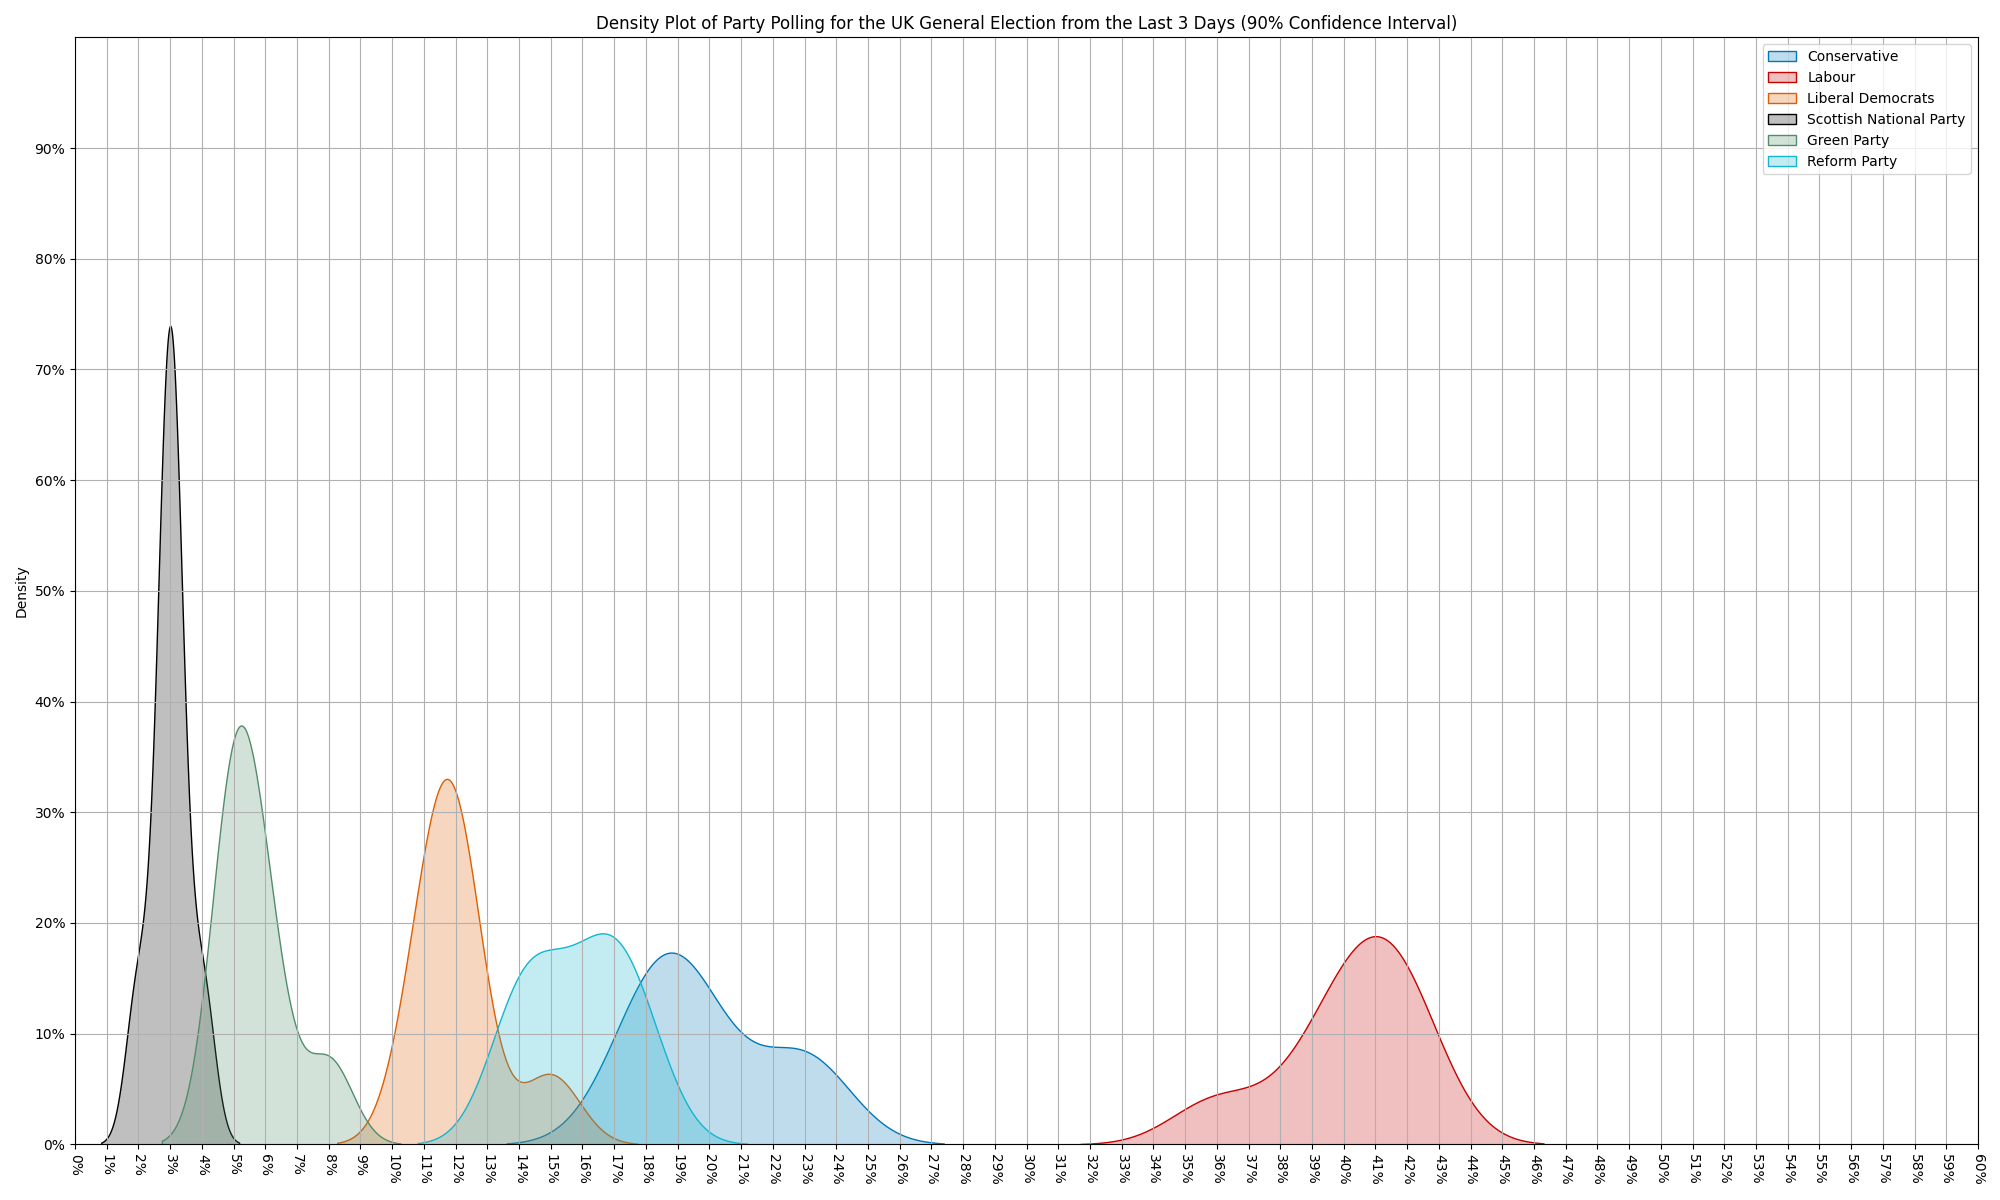 Density Plot of Party Polling for the UK General Election from the Last 3 Days (90% Confidence Interval)
Conservative
Labour
Liberal Democrats
Scottish National Party
Green Party
Reform Party
90%
80%
70%
60%
50%
40%
30%
20%
10%
0%
Density
0% 1% 2% 3% 4% 5% 6% 7% 8% 9% 10% 11% 12% 13% 14% 15% 16% 17% 18% 19% 20% 21% 22% 23% 24% 25% 26% 27% 28% 29% 30% 31% 32% 33% 34% 35% 36% 37% 38% 39% 40% 41% 42% 43% 44% 45% 46% 47% 48% 49% 50% 51% 52% 53% 54% 55% 56% 57% 58% 59% 60%